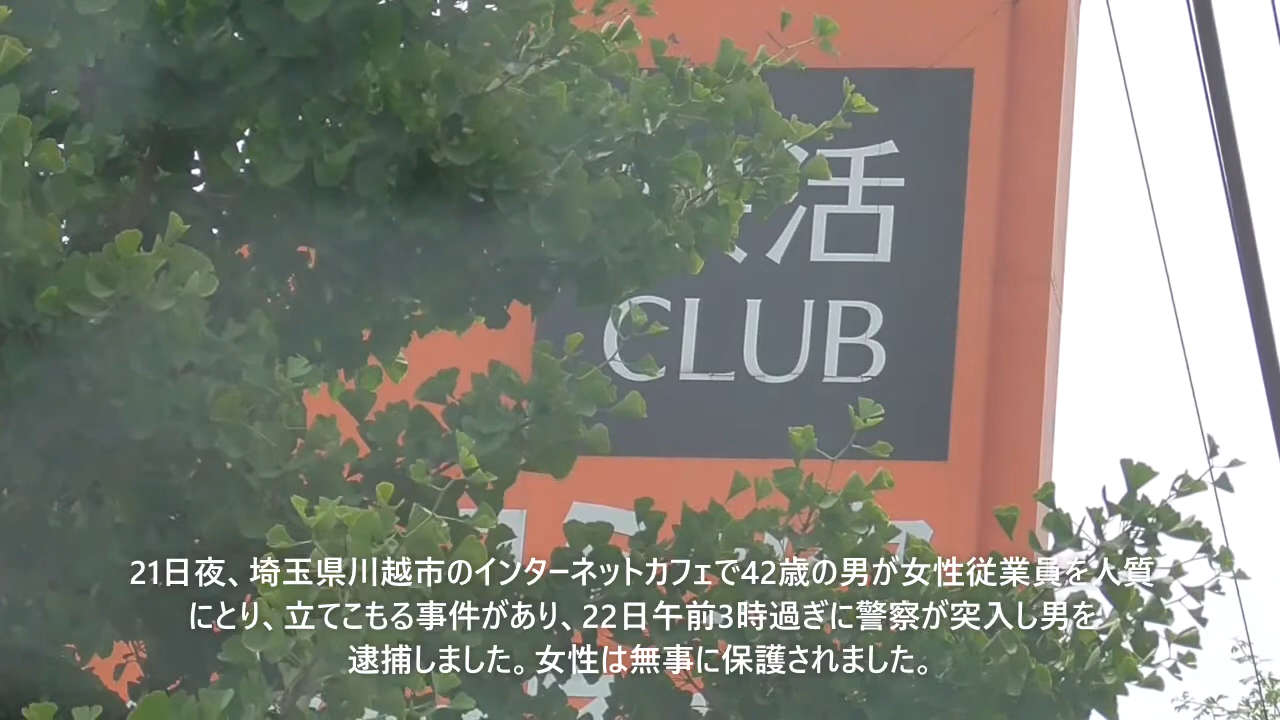 活
CLUB
21日夜、埼玉県川越市のインターネットカフェで42歳の男が女性従業員を人質
にとり、立てこもる事件があり、22日午前3時過ぎに警察が突入し男を
逮捕しました。女性は無事に保護されました。